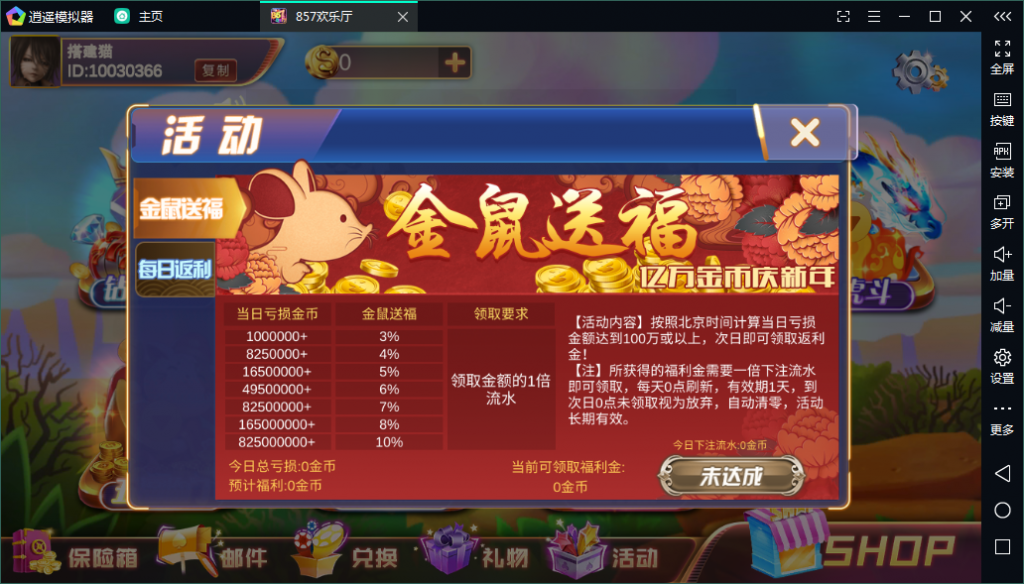 逍遥模拟器
主页
857欢乐厅
搭建猫
ID:10030366
复制
0
活动
金鼠送福
每日返利
金鼠送福
亿万金币庆新年
当日亏损金币 金鼠送福 领取要求
1000000+ 3%
8250000+ 4%
16500000+ 5%
49500000+ 6%
82500000+ 7%
165000000+ 8%
825000000+ 10%
领取金额的1倍
流水
【活动内容】按照北京时间计算当日亏损
金额达到100万或以上，次日即可领取返利
金！
【注】所获得的福利金需要一倍下注流水
即可领取，每天0点刷新，有效期1天，到
次日0点未领取视为放弃，自动清零，活动
长期有效。
今日下注流水:0金币
今日总亏损:0金币
预计福利:0金币
当前可领取福利金:
0金币
未达成
钻
虎斗
保险箱
邮件
兑换
礼物
活动
SHOP
全屏
按键
APK
安装
多开
加量
减量
设置
更多